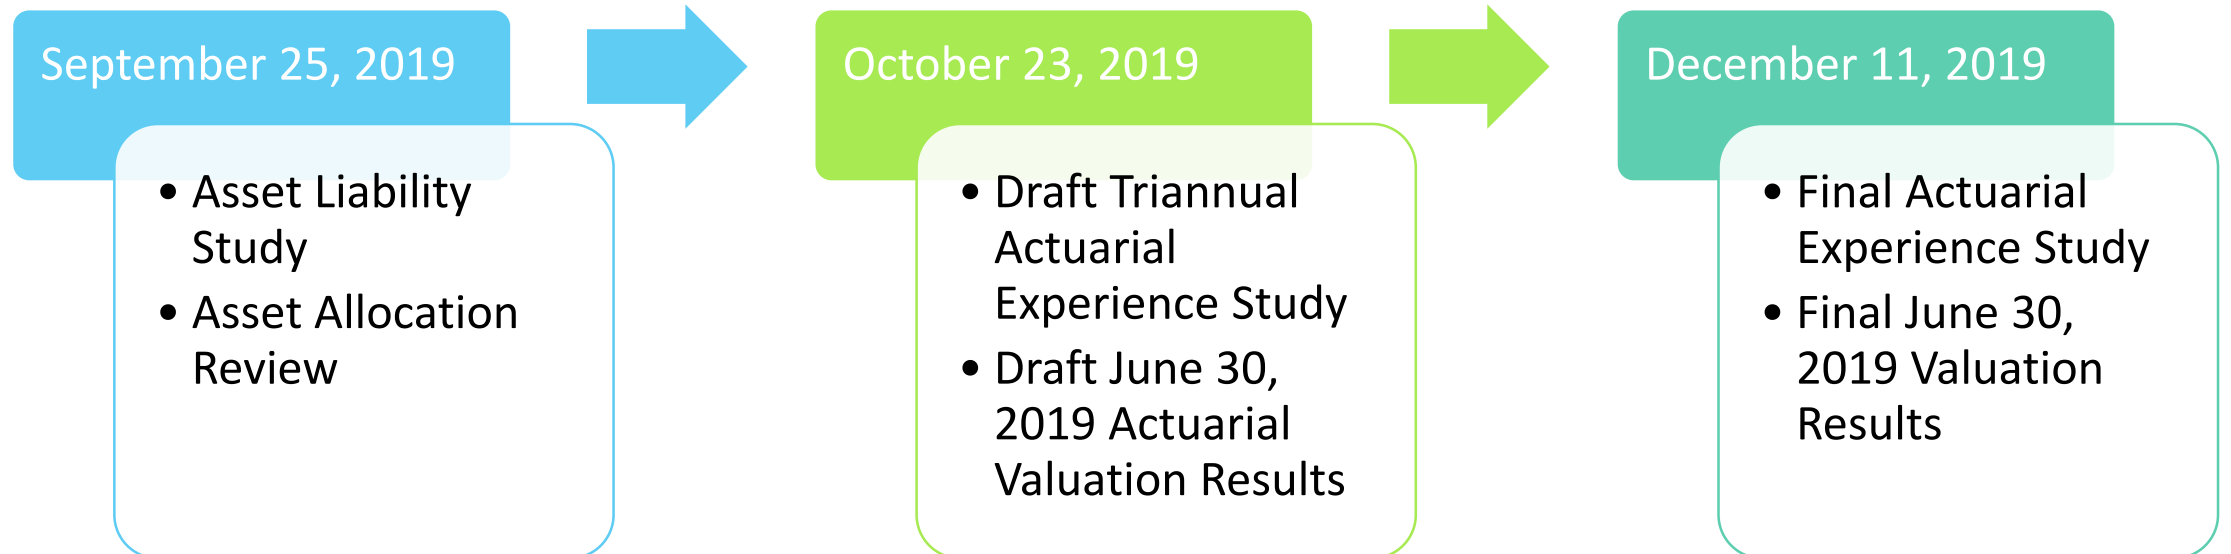 September 25, 2019
• Asset Liability
Study
• Asset Allocation
Review
October 23, 2019
• Draft Triannual
Actuarial
Experience Study
• Draft June 30,
2019 Actuarial
Valuation Results
December 11, 2019
• Final Actuarial
Experience Study
• Final June 30,
2019 Valuation
Results